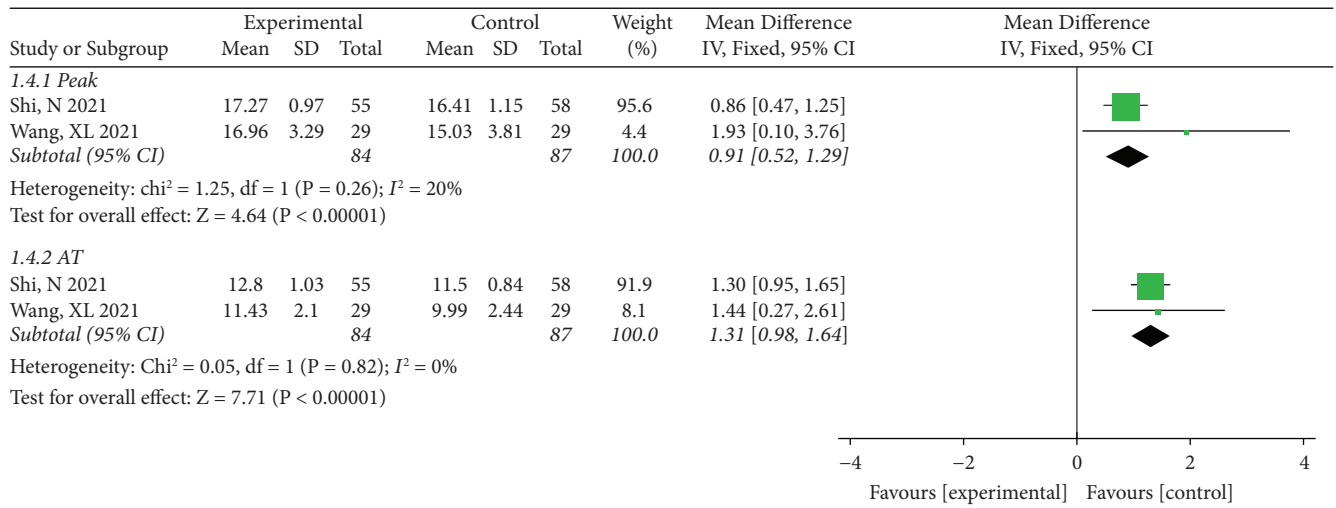 Experimental Control Weight Mean Difference Mean Difference
Study or Subgroup Mean SD Total Mean SD Total (%) IV, Fixed, 95% CI IV, Fixed, 95% CI
1.4.1 Peak
Shi, N 2021 17.27 0.97 55 16.41 1.15 58 95.6 0.86 [0.47, 1.25]
Wang, XL 2021 16.96 3.29 29 15.03 3.81 29 4.4 1.93 [0.10, 3.76]
Subtotal (95% CI) 84 87 100.0 0.91 [0.52, 1.29]
Heterogeneity: chi² = 1.25, df = 1 (P = 0.26); I² = 20%
Test for overall effect: Z = 4.64 (P < 0.00001)
1.4.2 AT
Shi, N 2021 12.8 1.03 55 11.5 0.84 58 91.9 1.30 [0.95, 1.65]
Wang, XL 2021 11.43 2.1 29 9.99 2.44 29 8.1 1.44 [0.27, 2.61]
Subtotal (95% CI) 84 87 100.0 1.31 [0.98, 1.64]
Heterogeneity: Chi² = 0.05, df = 1 (P = 0.82); I² = 0%
Test for overall effect: Z = 7.71 (P < 0.00001)
−4 −2 0 2 4
Favours [experimental] Favours [control]